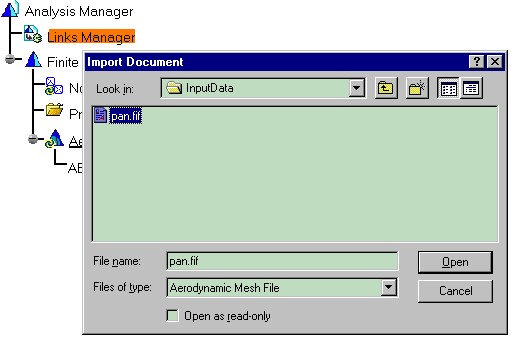 Analysis Manager
Links Manager
Finite
Import Document
Look in:
InputData
No
pan.fif
Pr
Ae
AE
File name:
pan.fif
Open
Files of type:
Aerodynamic Mesh File
Cancel
Open as read-only